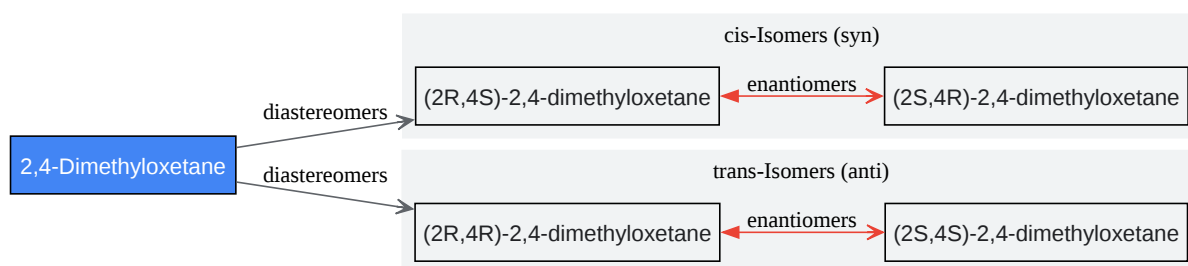 cis-Isomers (syn)
(2R,4S)-2,4-dimethyloxetane
enantiomers
(2S,4R)-2,4-dimethyloxetane
diastereomers
2,4-Dimethyloxetane
diastereomers
trans-Isomers (anti)
(2R,4R)-2,4-dimethyloxetane
enantiomers
(2S,4S)-2,4-dimethyloxetane